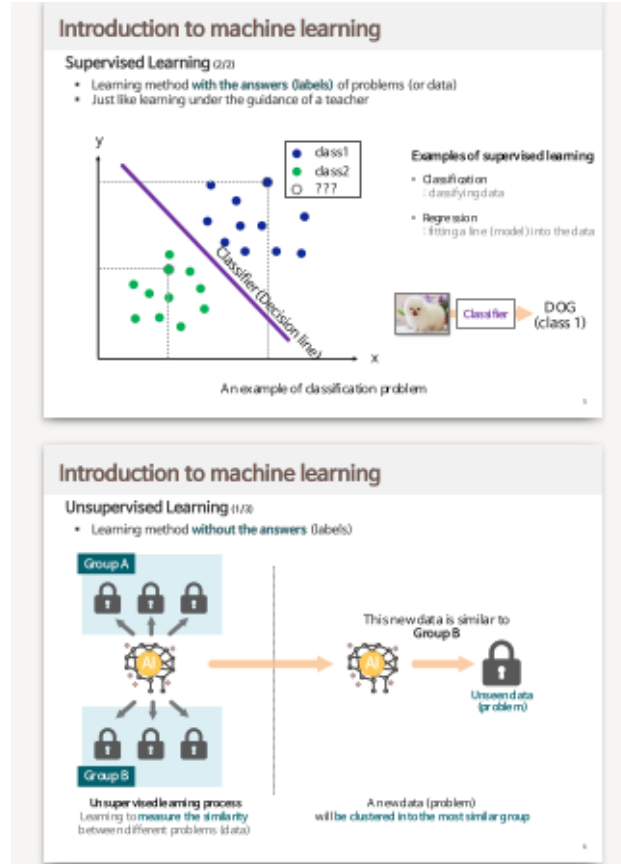 Introduction to machine learning
Supervised Learning (2/2)
• Learning method with the answers (labels) of problems (or data)
• Just like learning under the guidance of a teacher
y
class1
class2
???
Classifier (Decision line)
x
An example of classification problem
Examples of supervised learning
• Classification
: classifying data
• Regression
: fitting a line (model) into the data
Classifier
DOG
(class 1)
5
Introduction to machine learning
Unsupervised Learning (1/3)
• Learning method without the answers (labels)
Group A
AI
Group B
Unsupervised learning process
Learning to measure the similarity
between different problems (data)
This new data is similar to
Group B
AI
Unseen data
(problem)
A new data (problem)
will be clustered into the most similar group
6